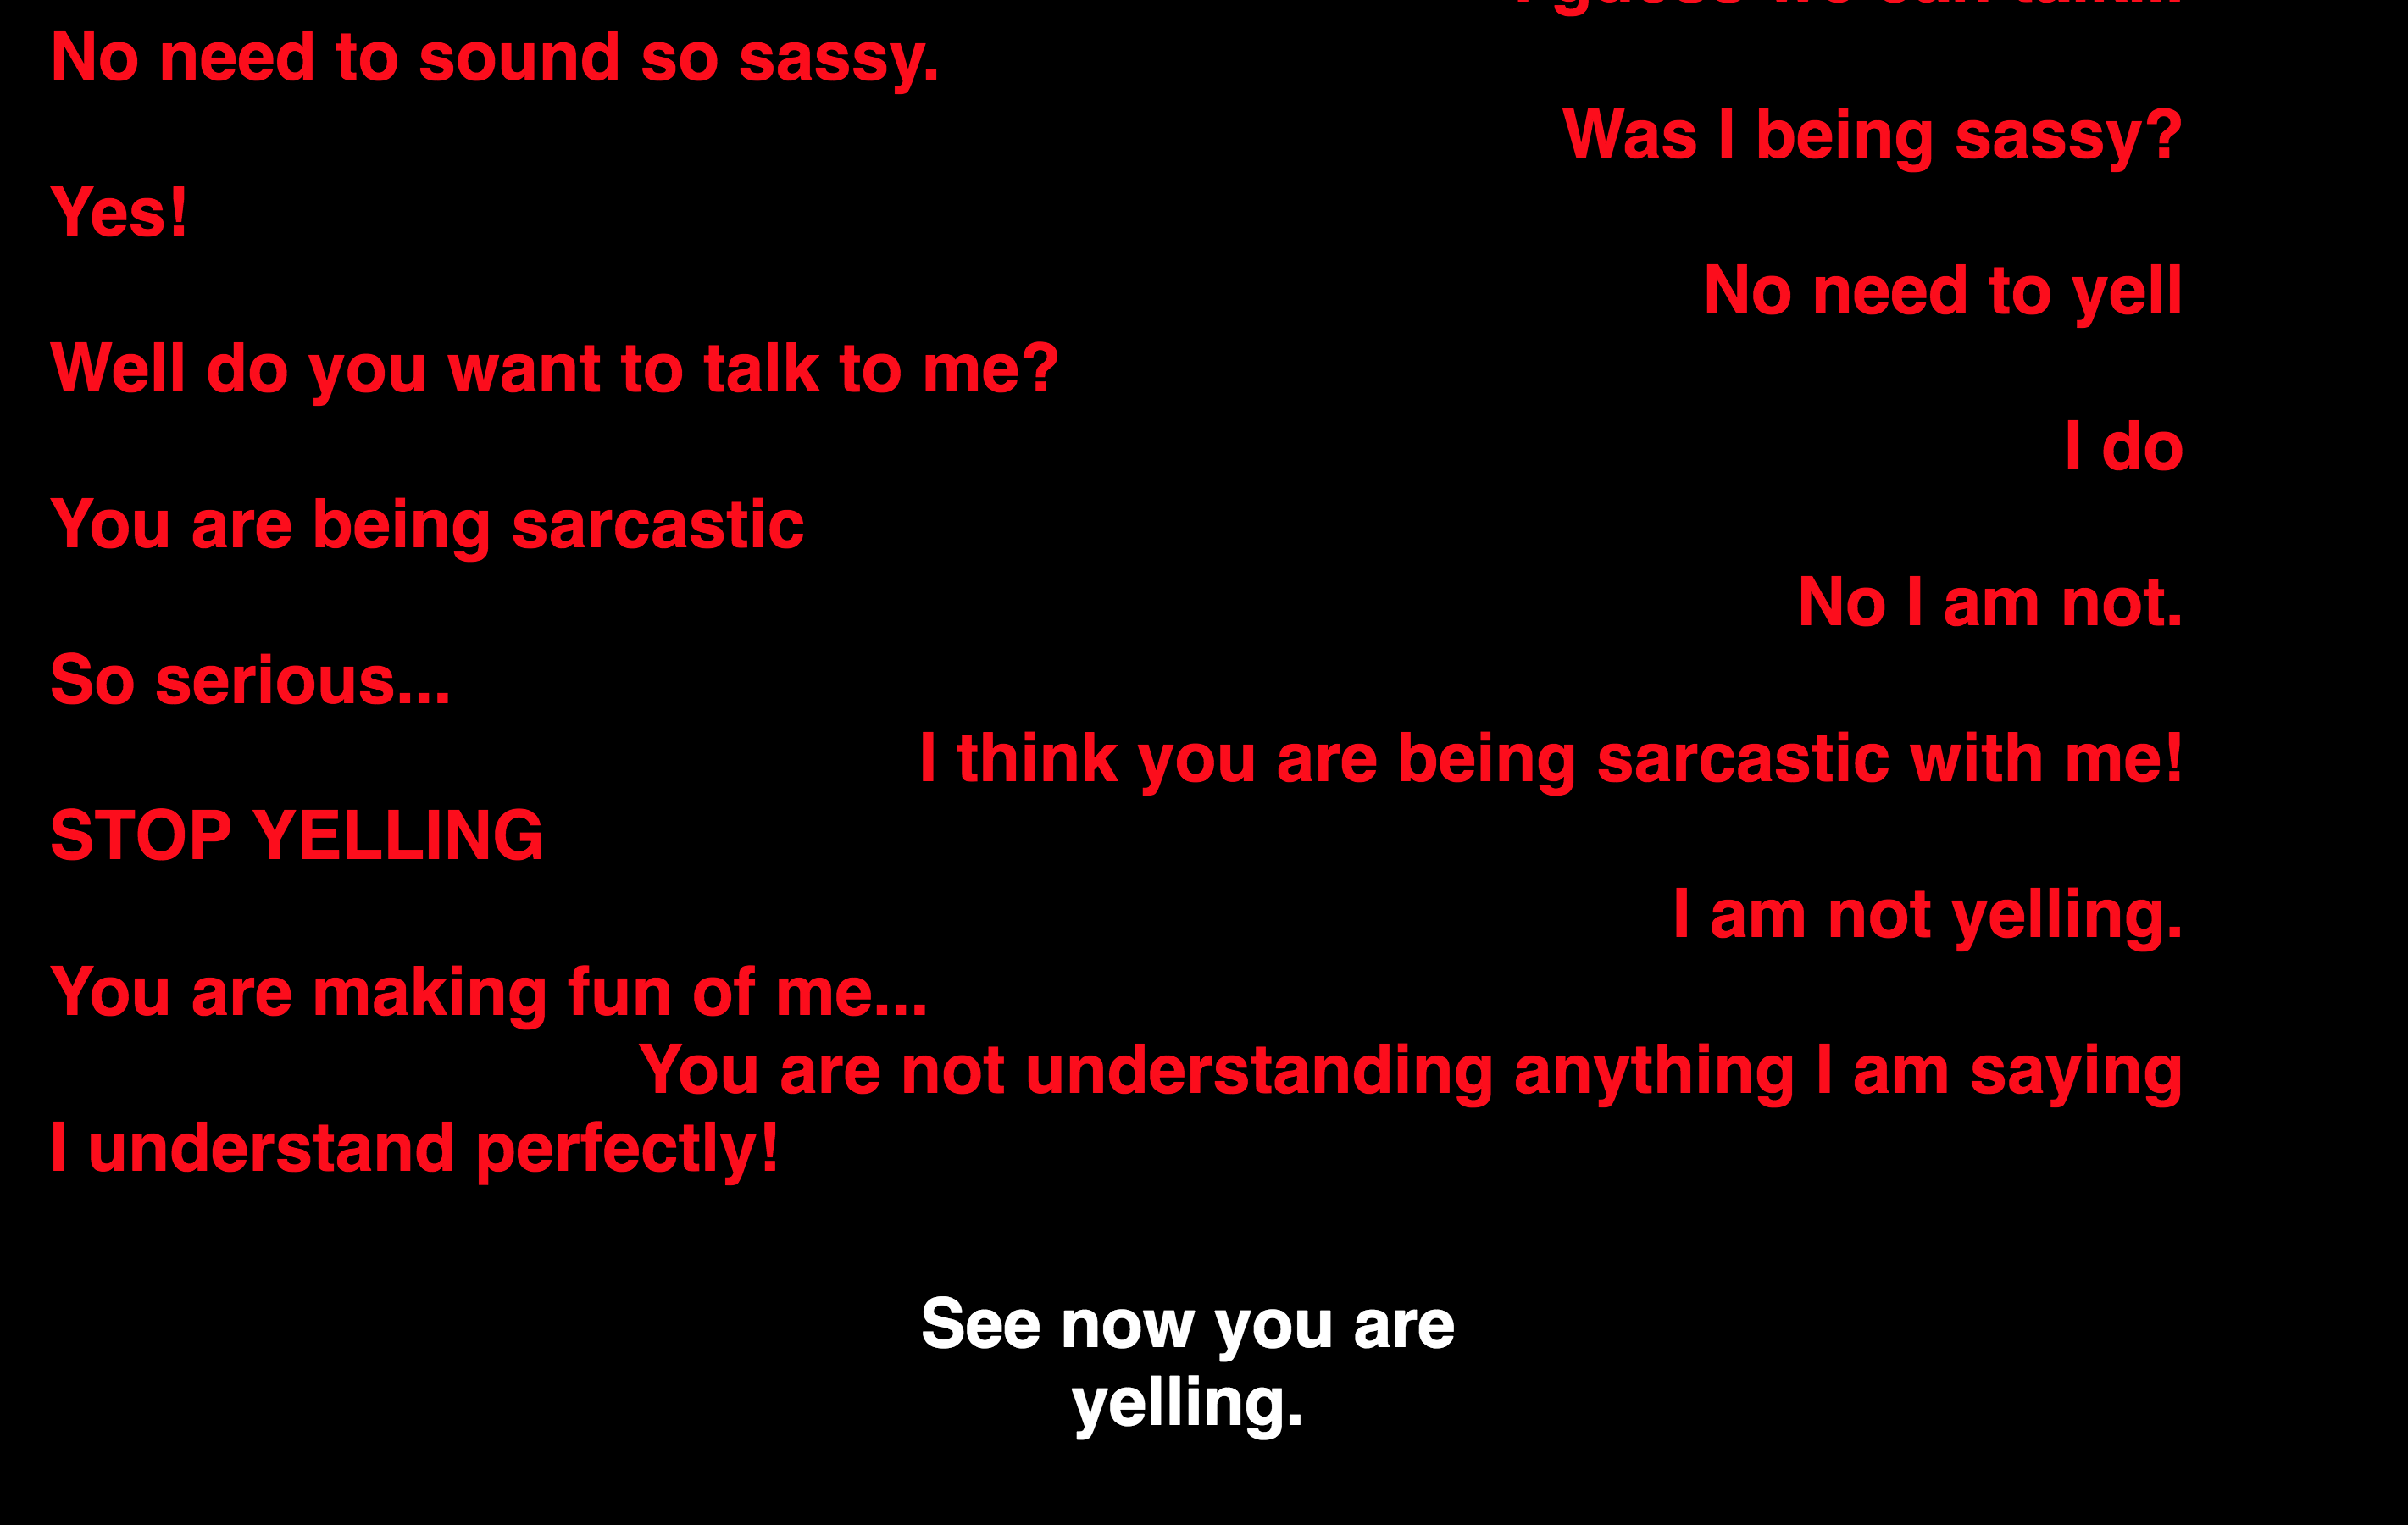 No need to sound so sassy.
Was I being sassy?
Yes!
No need to yell
Well do you want to talk to me?
I do
You are being sarcastic
No I am not.
So serious...
I think you are being sarcastic with me!
STOP YELLING
I am not yelling.
You are making fun of me...
You are not understanding anything I am saying
I understand perfectly!
See now you are
yelling.